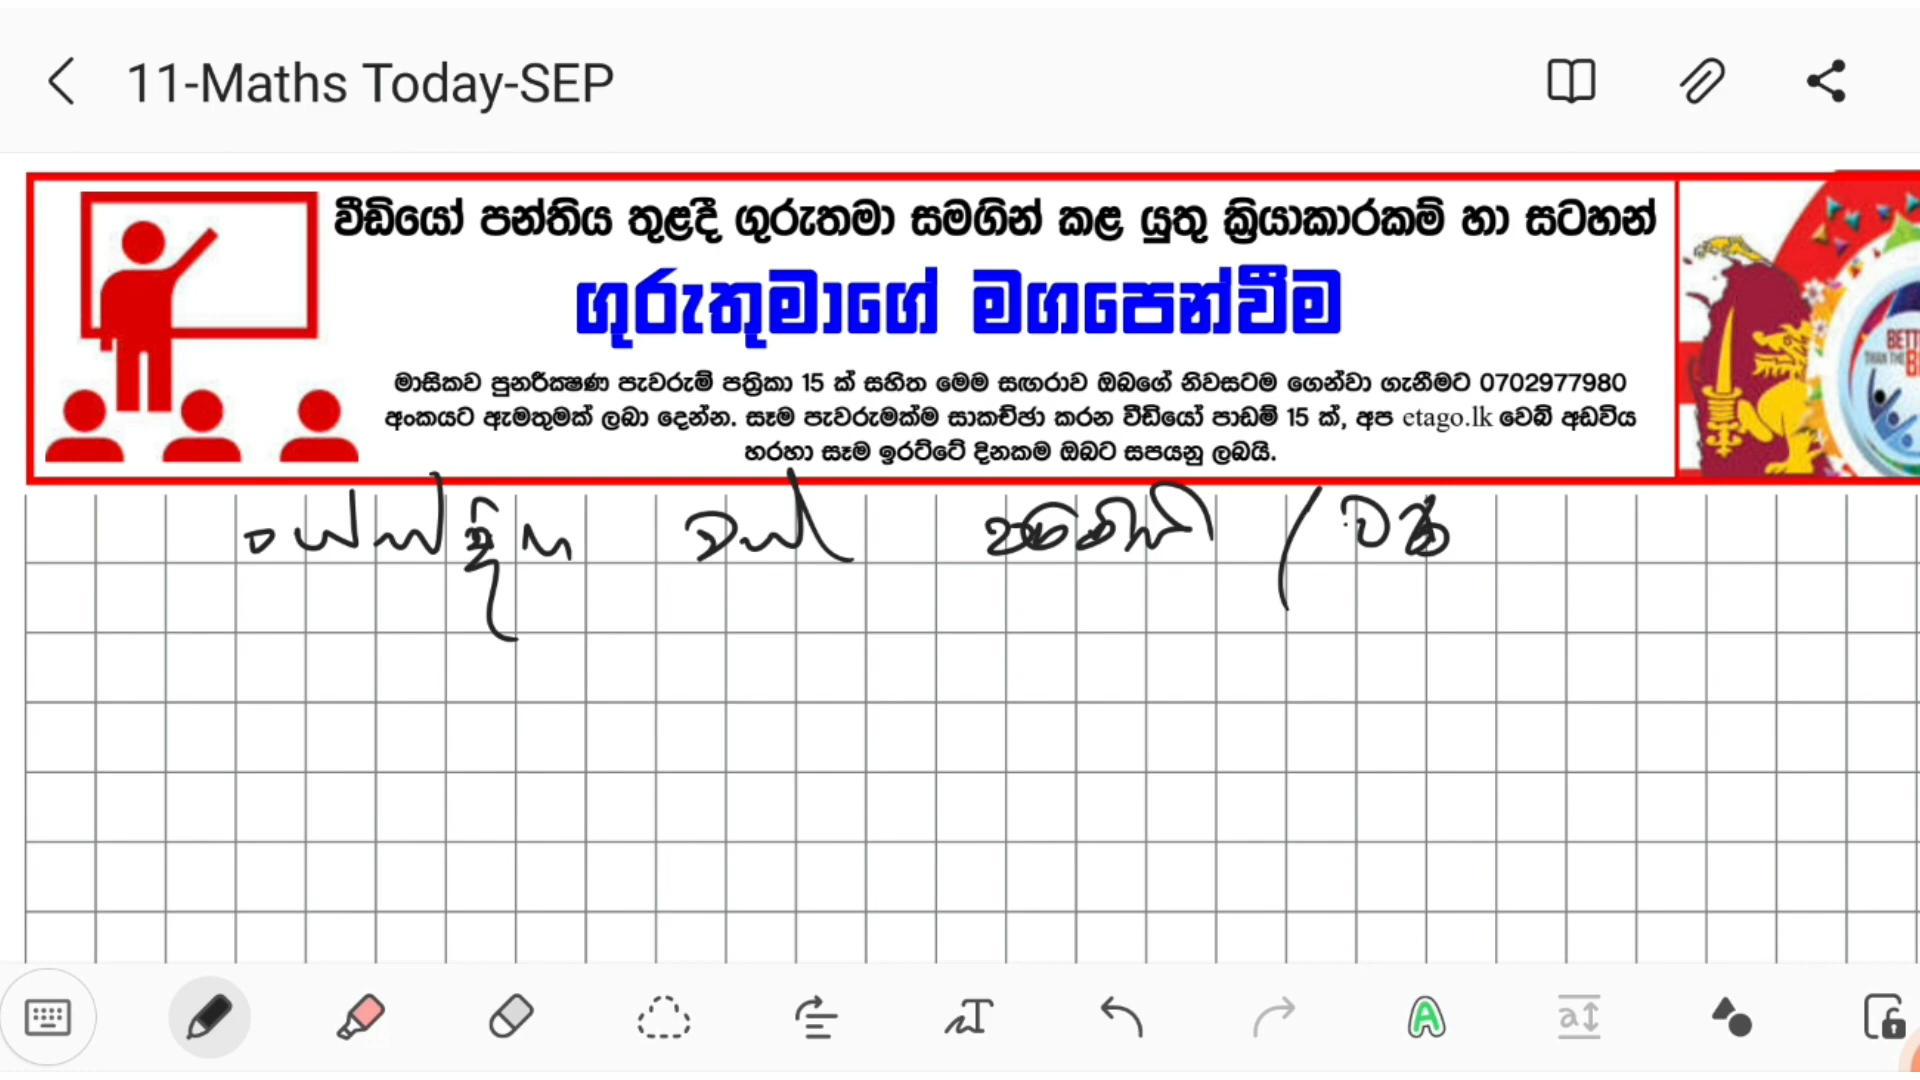 11-Maths Today-SEP
වීඩියෝ පන්තිය තුළදී ගුරුතමා සමගින් කළ යුතු ක්‍රියාකාරකම් හා සටහන්
ගුරුතුමාගේ මගපෙන්වීම
මාසිකව පුනරීක්ෂණ පැවරුම් පත්‍රිකා 15 ක් සහිත මෙම සඟරාව ඔබගේ නිවසටම ගෙන්වා ගැනීමට 0702977980
අංකයට ඇමතුමක් ලබා දෙන්න. සෑම පැවරුමක්ම සාකච්ඡා කරන වීඩියෝ පාඩම් 15 ක්, අප etago.lk වෙබ් අඩවිය
හරහා සෑම ඉරට්ටේ දිනකම ඔබට සපයනු ලබයි.